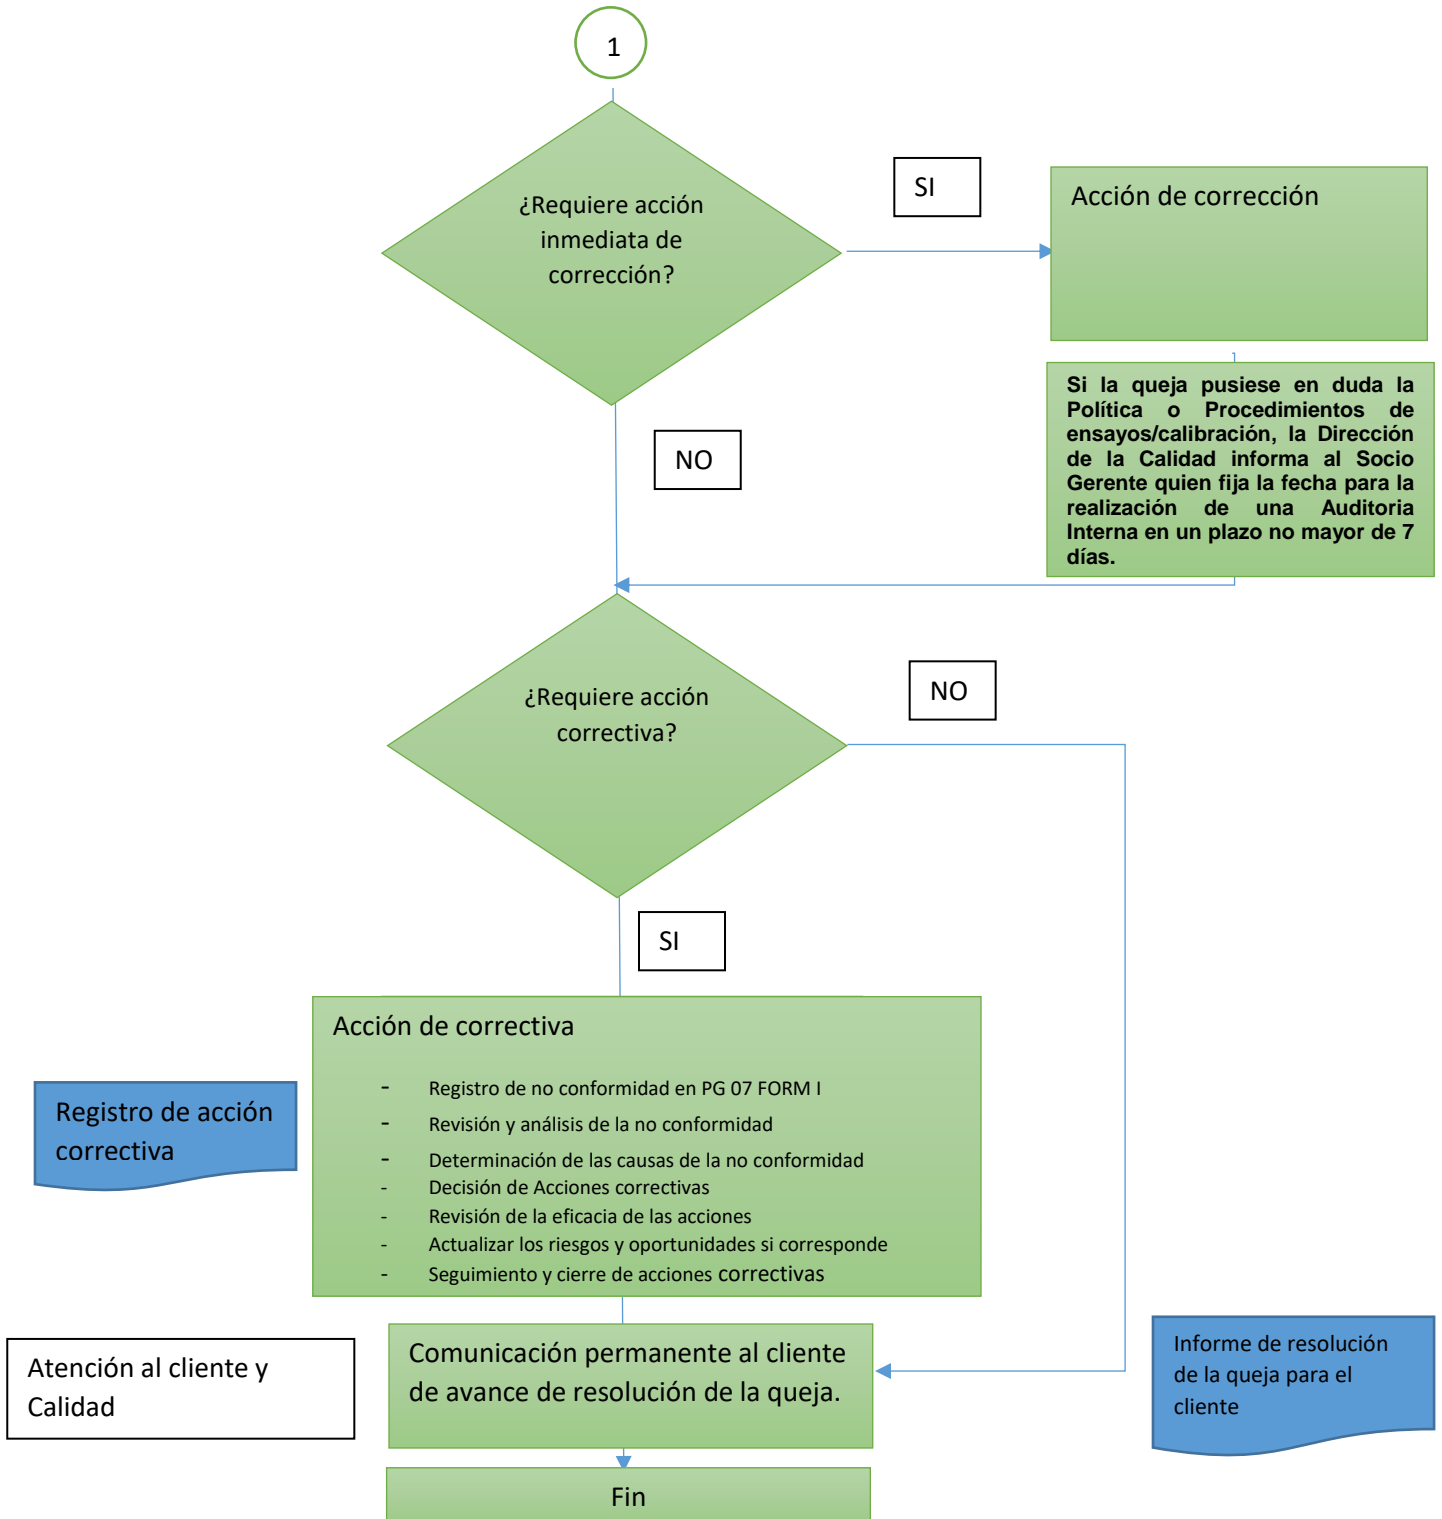 1
¿Requiere acción
inmediata de
corrección?
SI
Acción de corrección
Si la queja pusiese en duda la
Política o Procedimientos de
ensayos/calibración, la Dirección
de la Calidad informa al Socio
Gerente quien fija la fecha para la
realización de una Auditoria
Interna en un plazo no mayor de 7
días.
NO
¿Requiere acción
correctiva?
NO
SI
Acción de correctiva
- Registro de no conformidad en PG 07 FORM I
- Revisión y análisis de la no conformidad
- Determinación de las causas de la no conformidad
- Decisión de Acciones correctivas
- Revisión de la eficacia de las acciones
- Actualizar los riesgos y oportunidades si corresponde
- Seguimiento y cierre de acciones correctivas
Registro de acción
correctiva
Atención al cliente y
Calidad
Comunicación permanente al cliente
de avance de resolución de la queja.
Informe de resolución
de la queja para el
cliente
Fin